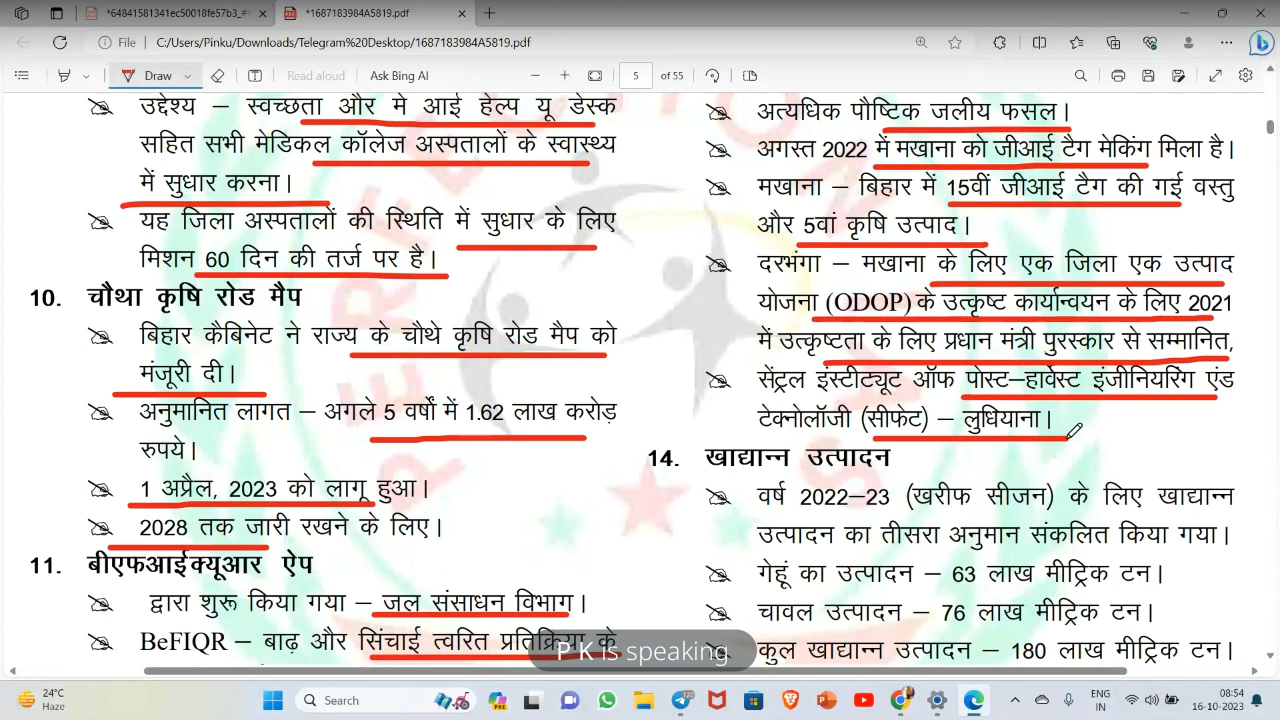 *64841581341ec50018fe57b3_#
*1687183984A5819.pdf
File C:/Users/Pinku/Downloads/Telegram%20Desktop/1687183984A5819.pdf
Draw Read aloud Ask Bing AI 5 of 55
उद्देश्य – स्वच्छता और मे आई हेल्प यू डेस्क
सहित सभी मेडिकल कॉलेज अस्पतालों के स्वास्थ्य
में सुधार करना।
यह जिला अस्पतालों की स्थिति में सुधार के लिए
मिशन 60 दिन की तर्ज पर है।
10. चौथा कृषि रोड मैप
बिहार कैबिनेट ने राज्य के चौथे कृषि रोड मैप को
मंजूरी दी।
अनुमानित लागत – अगले 5 वर्षों में 1.62 लाख करोड़
रुपये।
1 अप्रैल, 2023 को लागू हुआ।
2028 तक जारी रखने के लिए।
11. बीएफआईक्यूआर ऐप
द्वारा शुरू किया गया – जल संसाधन विभाग।
BeFIQR – बाढ़ और सिंचाई त्वरित प्रतिक्रिया के
अत्यधिक पौष्टिक जलीय फसल।
अगस्त 2022 में मखाना को जीआई टैग मेकिंग मिला है।
मखाना – बिहार में 15वीं जीआई टैग की गई वस्तु
और 5वां कृषि उत्पाद।
दरभंगा – मखाना के लिए एक जिला एक उत्पाद
योजना (ODOP) के उत्कृष्ट कार्यान्वयन के लिए 2021
में उत्कृष्टता के लिए प्रधान मंत्री पुरस्कार से सम्मानित,
सेंट्रल इंस्टीट्यूट ऑफ पोस्ट–हार्वेस्ट इंजीनियरिंग एंड
टेक्नोलॉजी (सीफेट) – लुधियाना।
14. खाद्यान्न उत्पादन
वर्ष 2022–23 (खरीफ सीजन) के लिए खाद्यान्न
उत्पादन का तीसरा अनुमान संकलित किया गया।
गेहूं का उत्पादन – 63 लाख मीट्रिक टन।
चावल उत्पादन – 76 लाख मीट्रिक टन।
कुल खाद्यान्न उत्पादन – 180 लाख मीट्रिक टन।
P K is speaking
24°C
Haze
Search
ENG
IN
08:54
16-10-2023